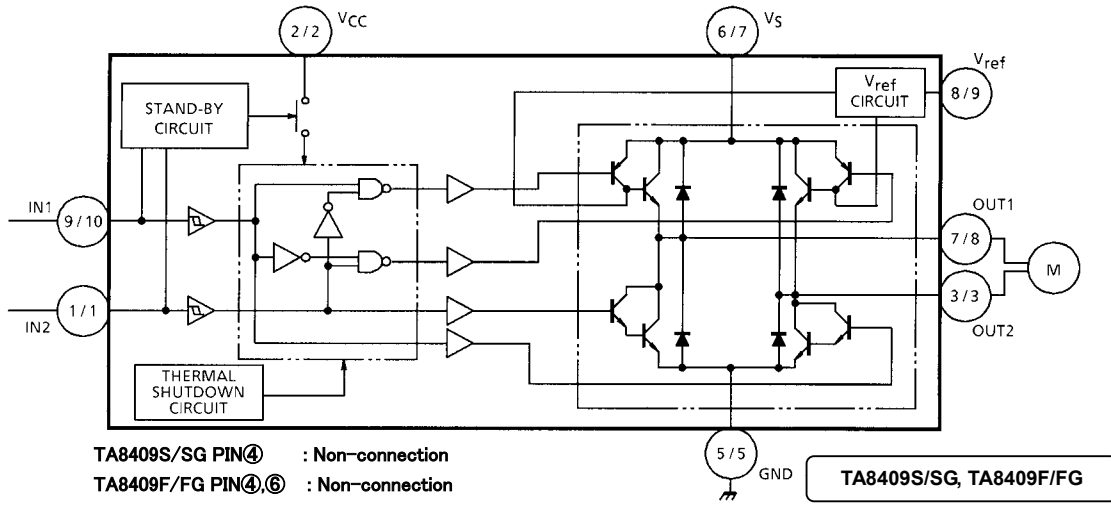 2/2
VCC
6/7
VS
Vref
8/9
Vref
CIRCUIT
STAND-BY
CIRCUIT
IN1
9/10
OUT1
7/8
M
1/1
IN2
3/3
OUT2
THERMAL
SHUTDOWN
CIRCUIT
5/5
GND
TA8409S/SG PIN④ : Non-connection
TA8409F/FG PIN④,⑥ : Non-connection
TA8409S/SG, TA8409F/FG